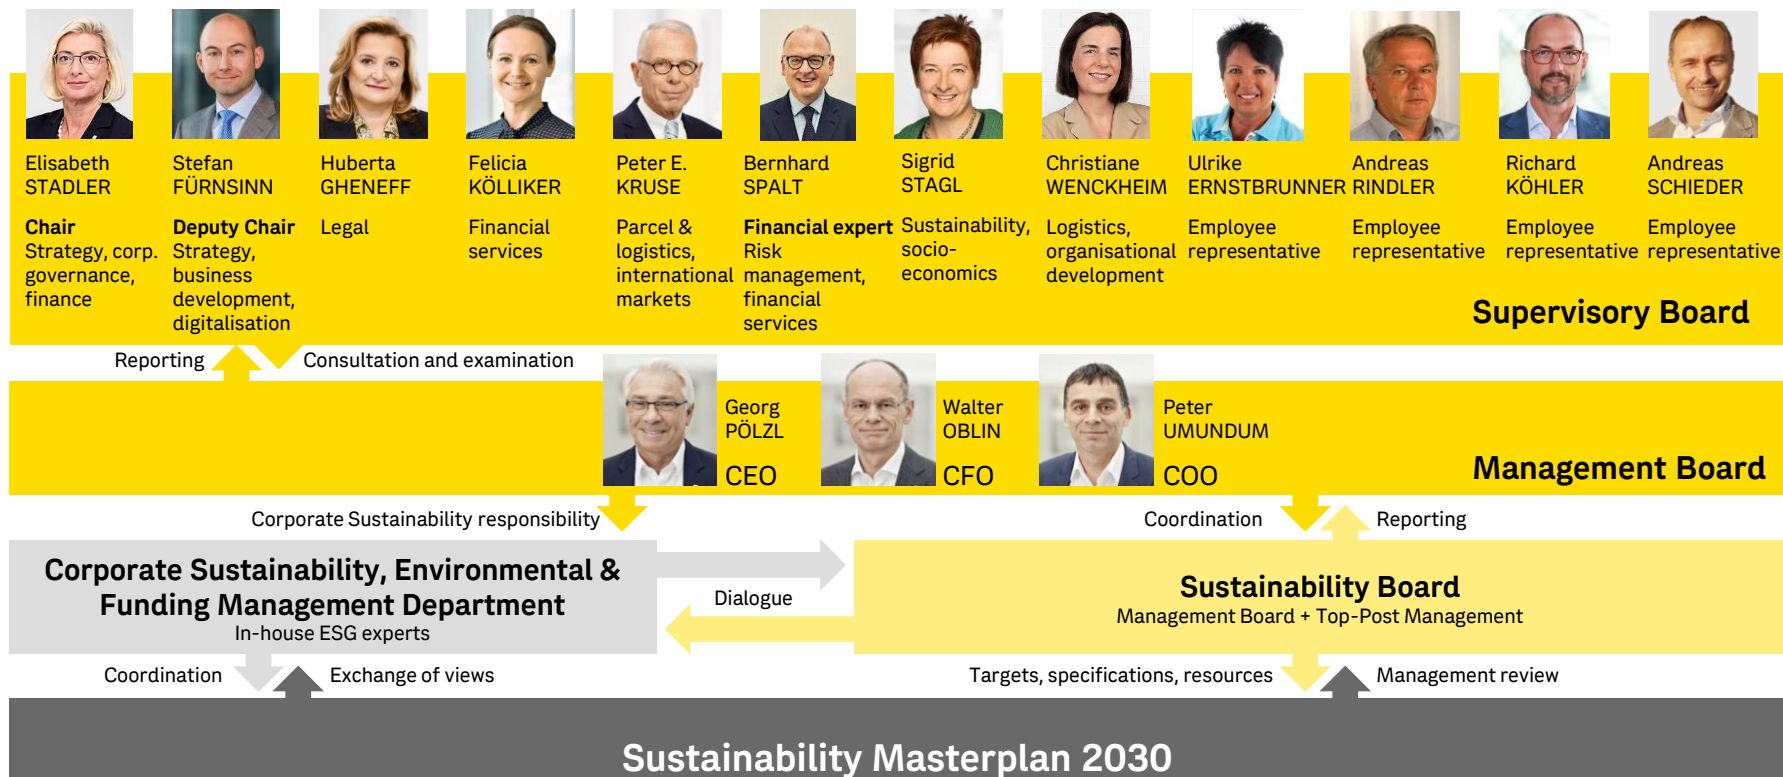 Elisabeth
STADLER
Chair
Strategy, corp.
governance,
finance
Stefan
FÜRNSINN
Deputy Chair
Strategy,
business
development,
digitalisation
Huberta
GHENEFF
Legal
Felicia
KÖLLIKER
Financial
services
Peter E.
KRUSE
Parcel &
logistics,
international
markets
Bernhard
SPALT
Financial expert
Risk
management,
financial
services
Sigrid
STAGL
Sustainability,
socio-
economics
Christiane
WENCKHEIM
Logistics,
organisational
development
Ulrike
ERNSTBRUNNER
Employee
representative
Andreas
RINDLER
Employee
representative
Richard
KÖHLER
Employee
representative
Andreas
SCHIEDER
Employee
representative
Supervisory Board
Reporting
Consultation and examination
Georg
PÖLZL
CEO
Walter
OBLIN
CFO
Peter
UMUNDUM
COO
Management Board
Corporate Sustainability responsibility
Coordination
Reporting
Corporate Sustainability, Environmental &
Funding Management Department
In-house ESG experts
Dialogue
Sustainability Board
Management Board + Top-Post Management
Coordination
Exchange of views
Targets, specifications, resources
Management review
Sustainability Masterplan 2030